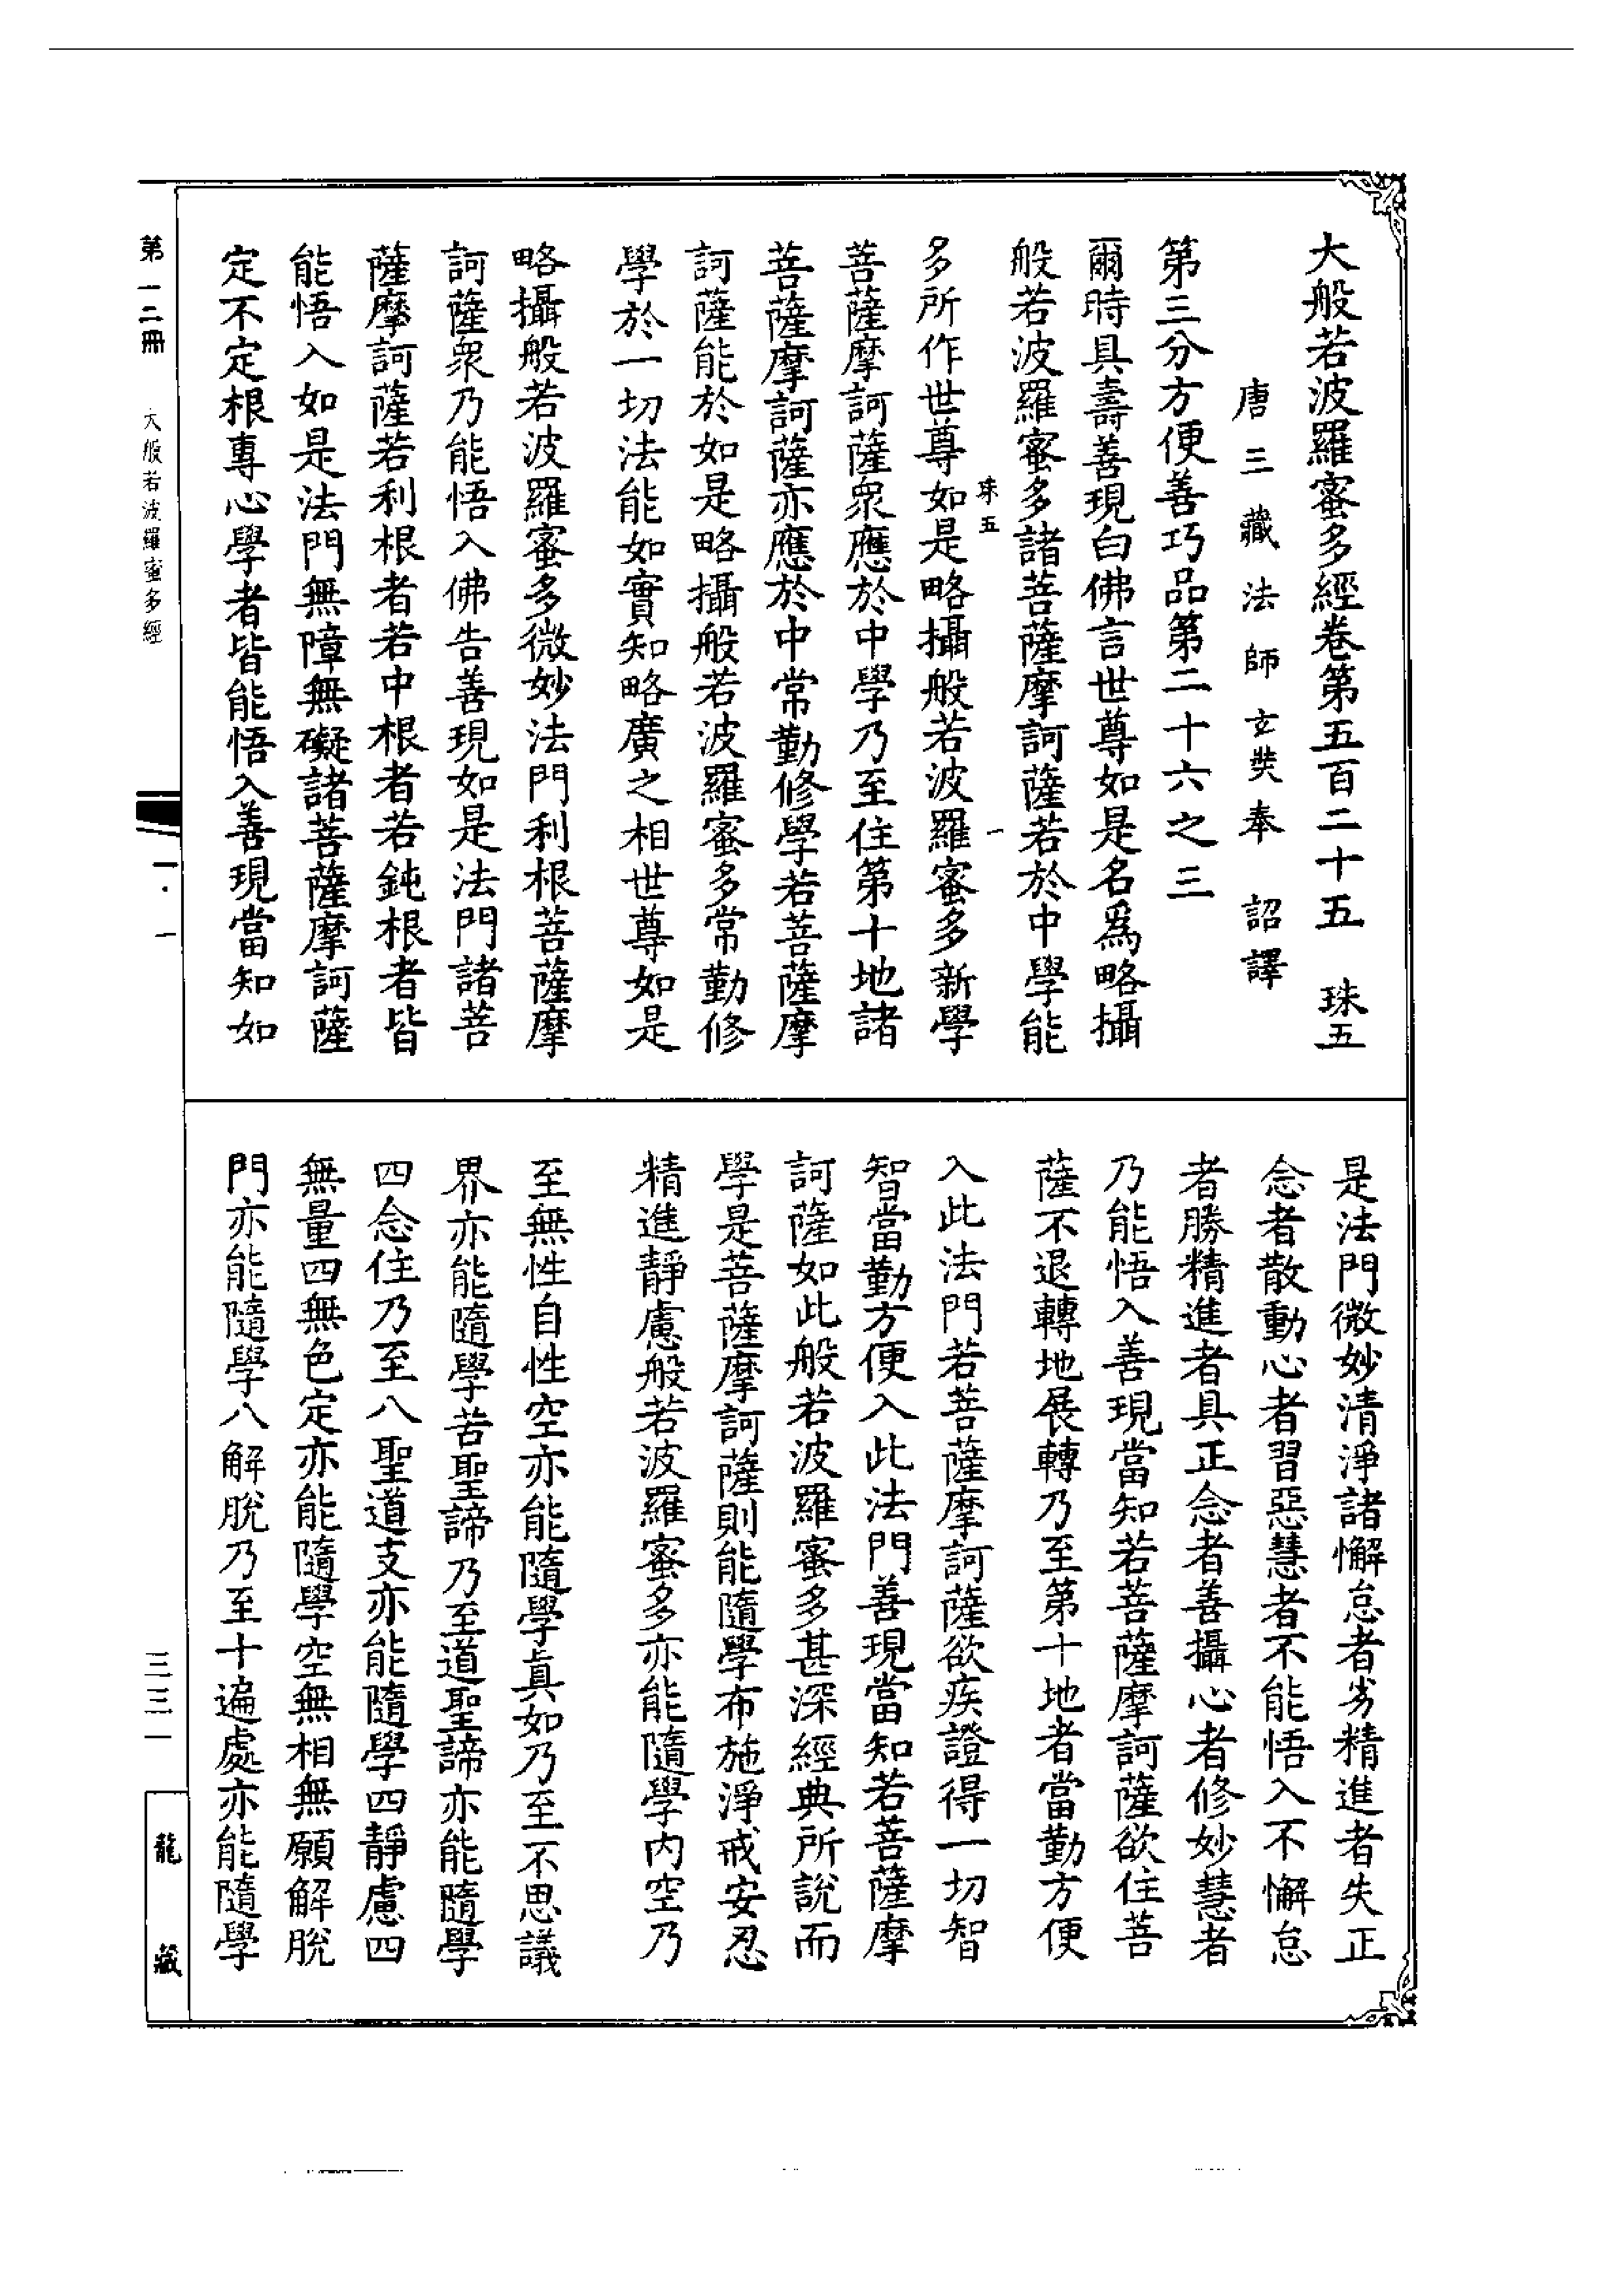 大般若波羅蜜多經卷第五百二十五　珠五
唐三藏法師玄奘奉　詔譯
第三分方便善巧品第二十六之三
爾時具壽善現白佛言世尊如是名爲略攝
般若波羅蜜多諸菩薩摩訶薩若於中學能
珠五　一
多所作世尊如是略攝般若波羅蜜多新學
菩薩摩訶薩衆應於中學乃至住第十地諸
菩薩摩訶薩亦應於中常勤修學若菩薩摩
訶薩能於如是略攝般若波羅蜜多常勤修
學於一切法能如實知略廣之相世尊如是
略攝般若波羅蜜多微妙法門利根菩薩摩
訶薩衆乃能悟入佛告善現如是法門諸菩
薩摩訶薩若利根者若中根者若鈍根者皆
能悟入如是法門無障無礙諸菩薩摩訶薩
定不定根專心學者皆能悟入善現當知如
是法門微妙清淨諸懈怠者劣精進者失正
念者散動心者習惡慧者不能悟入不懈怠
者勝精進者具正念者善攝心者修妙慧者
乃能悟入善現當知若菩薩摩訶薩欲住菩
薩不退轉地展轉乃至第十地者當勤方便
入此法門若菩薩摩訶薩欲疾證得一切智
智當勤方便入此法門善現當知若菩薩摩
訶薩如此般若波羅蜜多甚深經典所說而
學是菩薩摩訶薩則能隨學布施淨戒安忍
精進靜慮般若波羅蜜多亦能隨學內空乃
至無性自性空亦能隨學眞如乃至不思議
界亦能隨學苦聖諦乃至道聖諦亦能隨學
四念住乃至八聖道支亦能隨學四靜慮四
無量四無色定亦能隨學空無相無願解脫
門亦能隨學八解脫乃至十遍處亦能隨學
第一二冊　大般若波羅蜜多經　一·一　三三一　龍藏